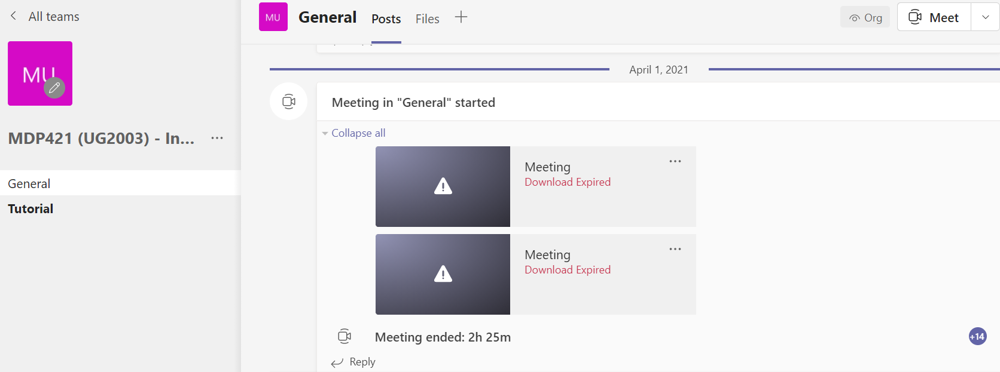 All teams
MU
MDP421 (UG2003) - In...
General
Tutorial
MU
General
Posts
Files
Org
Meet
April 1, 2021
Meeting in "General" started
Collapse all
Meeting
Download Expired
Meeting
Download Expired
Meeting ended: 2h 25m
+14
Reply